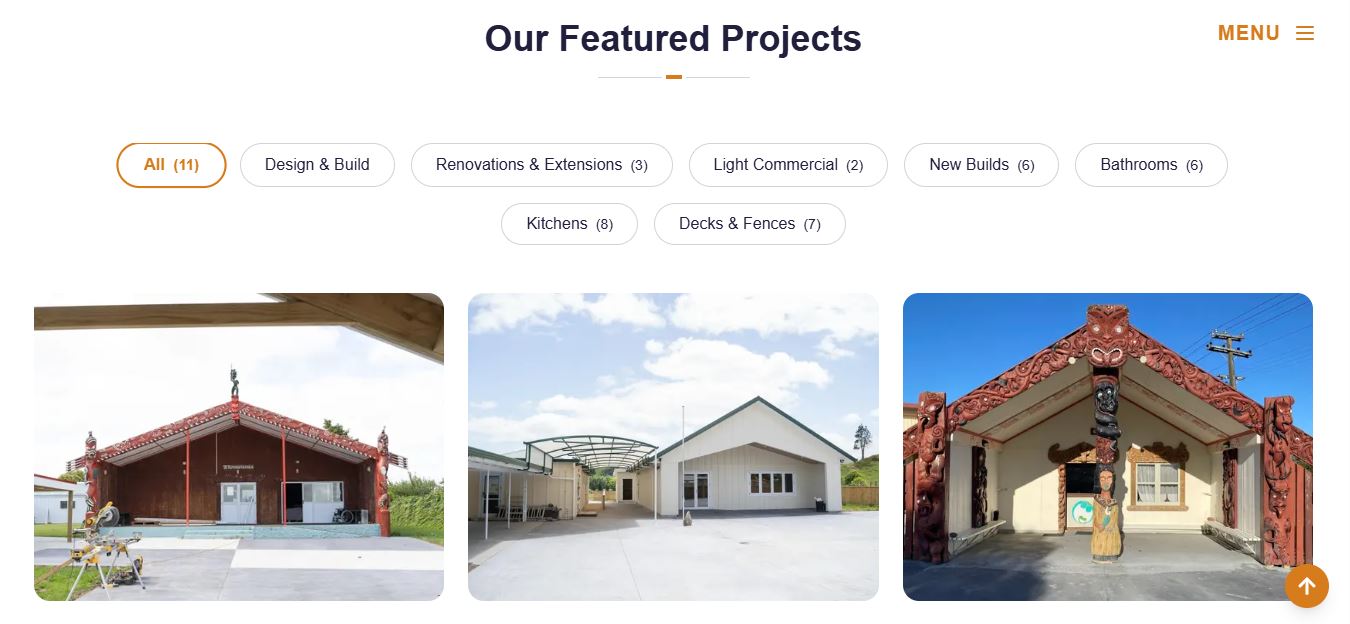 Our Featured Projects
MENU
All (11)
Design & Build
Renovations & Extensions (3)
Light Commercial (2)
New Builds (6)
Bathrooms (6)
Kitchens (8)
Decks & Fences (7)